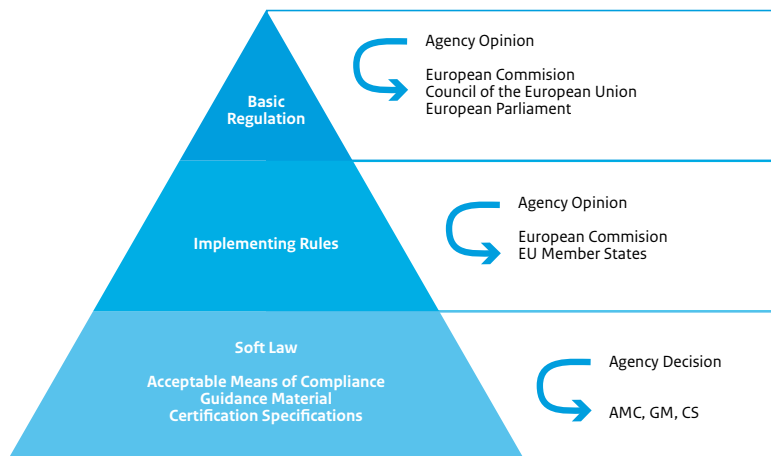 Basic
Regulation
Agency Opinion
European Commision
Council of the European Union
European Parliament
Implementing Rules
Agency Opinion
European Commision
EU Member States
Soft Law
Acceptable Means of Compliance
Guidance Material
Certification Specifications
Agency Decision
AMC, GM, CS